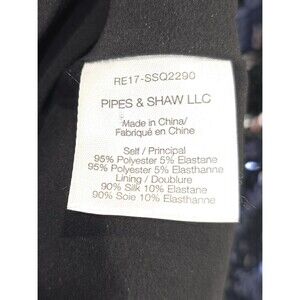 RE17-SSQ2290
PIPES & SHAW LLC
Made in China/
Fabriqué en Chine
Self / Principal
95% Polyester 5% Elastane
95% Polyester 5% Elasthanne
Lining / Doublure
90% Silk 10% Elastane
90% Soie 10% Elasthanne